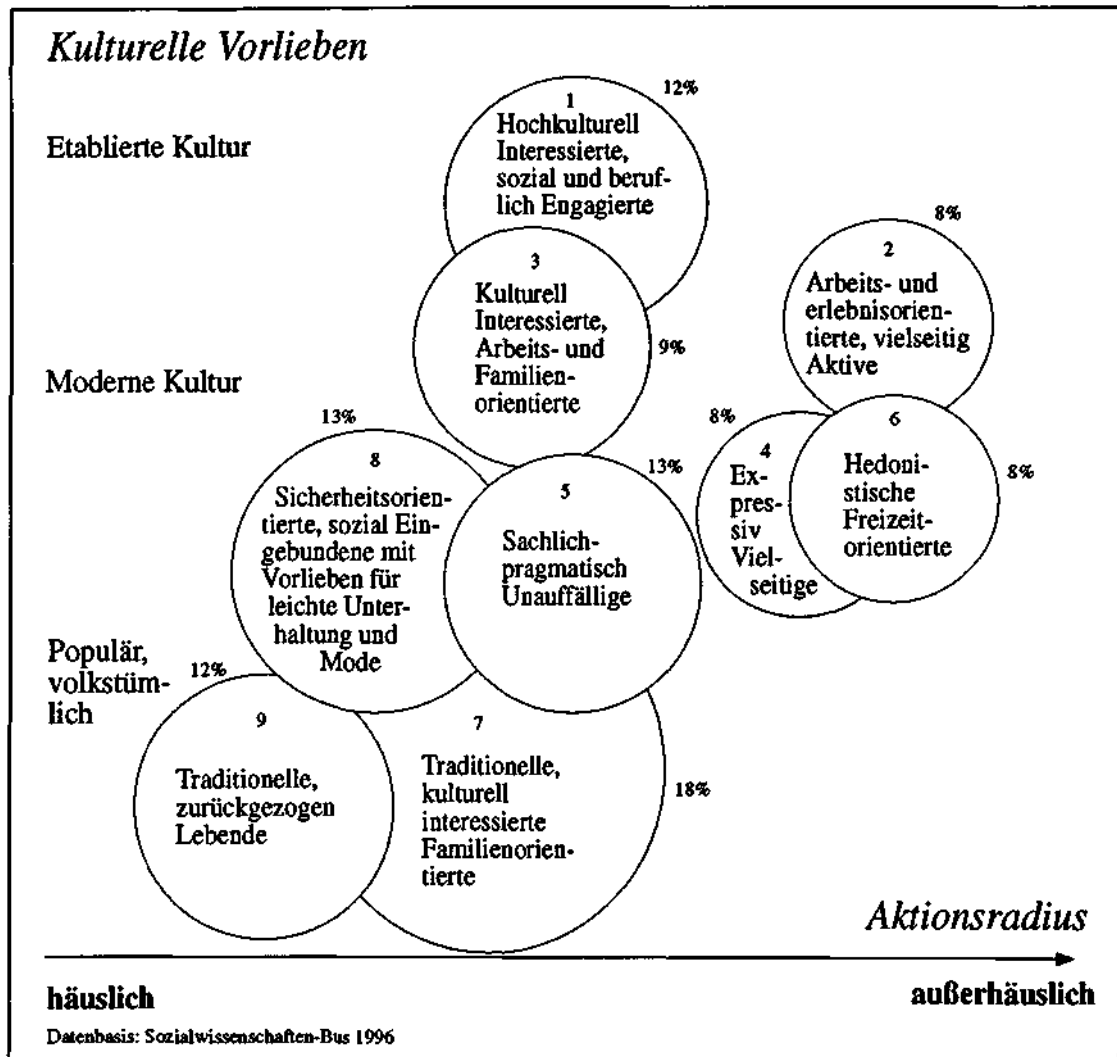 Kulturelle Vorlieben
Etablierte Kultur
12%
1
Hochkulturell
Interessierte,
sozial und beruf-
lich Engagierte
8%
2
Arbeits- und
erlebnisorien-
tierte, vielseitig
Aktive
3
Kulturell
Interessierte,
Arbeits- und
Familien-
orientierte
9%
Moderne Kultur
13%
8
Sicherheitsorien-
tierte, sozial Ein-
gebundene mit
Vorlieben für
leichte Unter-
haltung und
Mode
13%
5
Sachlich-
pragmatisch
Unauffällige
8%
4
Ex-
pres-
siv
Viel-
seitige
6
Hedoni-
stische
Freizeit-
orientierte
8%
Populär,
volkstüm-
lich
12%
9
Traditionelle,
zurückgezogen
Lebende
7
Traditionelle,
kulturell
interessierte
Familienorien-
tierte
18%
Aktionsradius
häuslich
außerhäuslich
Datenbasis: Sozialwissenschaften-Bus 1996